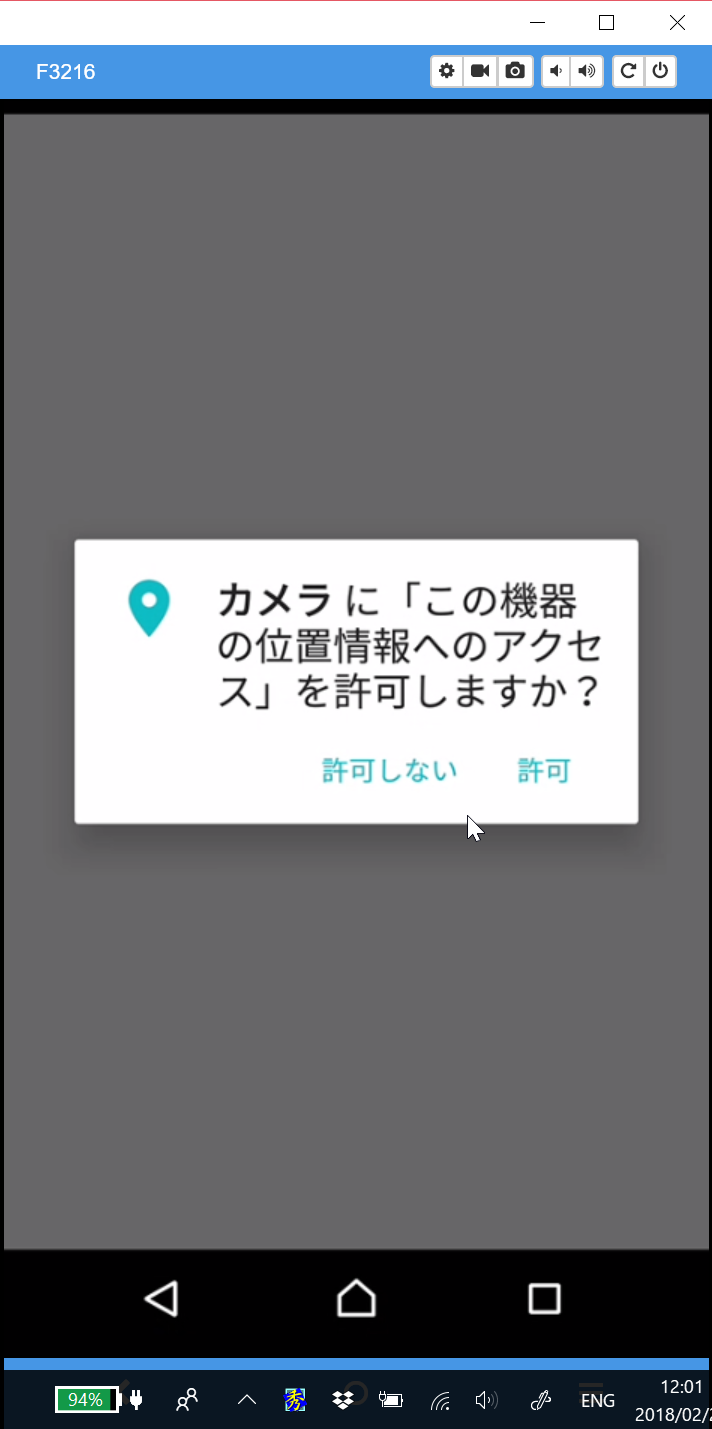 F3216
カメラ に「この機器
の位置情報へのアクセ
ス」を許可しますか？
許可しない 許可
94% 秀 ENG 12:01
2018/02/